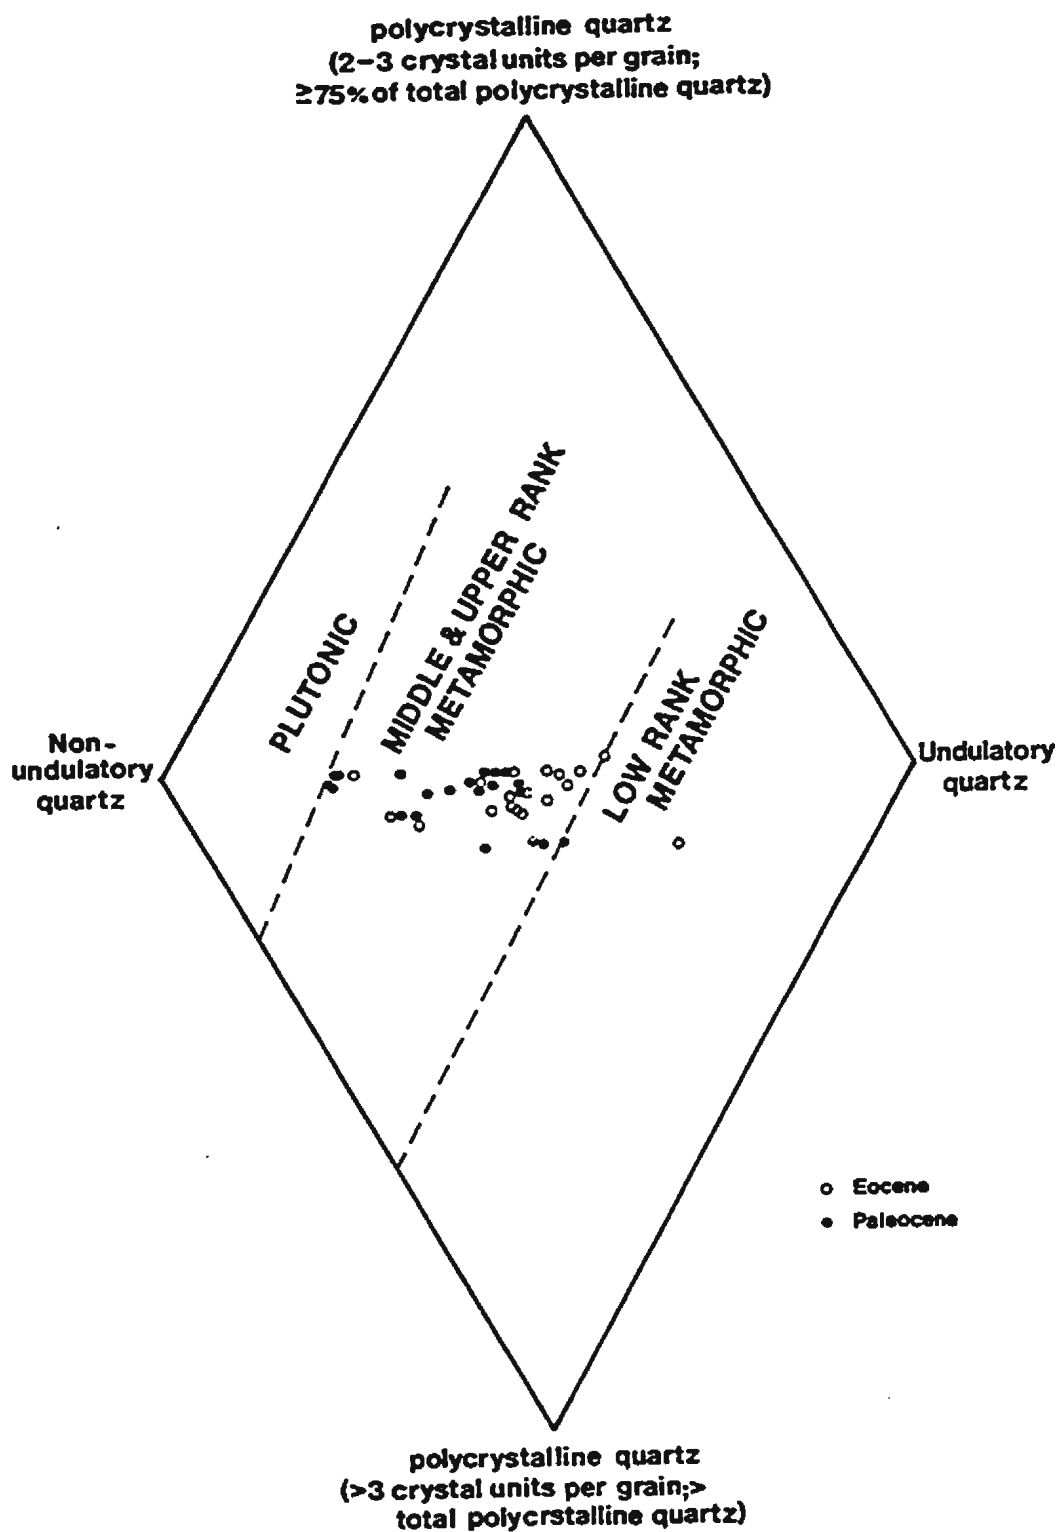 polycrystalline quartz
(2-3 crystal units per grain;
≥75% of total polycrystalline quartz)
PLUTONIC
MIDDLE & UPPER RANK
METAMORPHIC
LOW RANK
METAMORPHIC
Non-
undulatory
quartz
Undulatory
quartz
Eocene
Paleocene
polycrystalline quartz
(>3 crystal units per grain;>
total polycrstalline quartz)